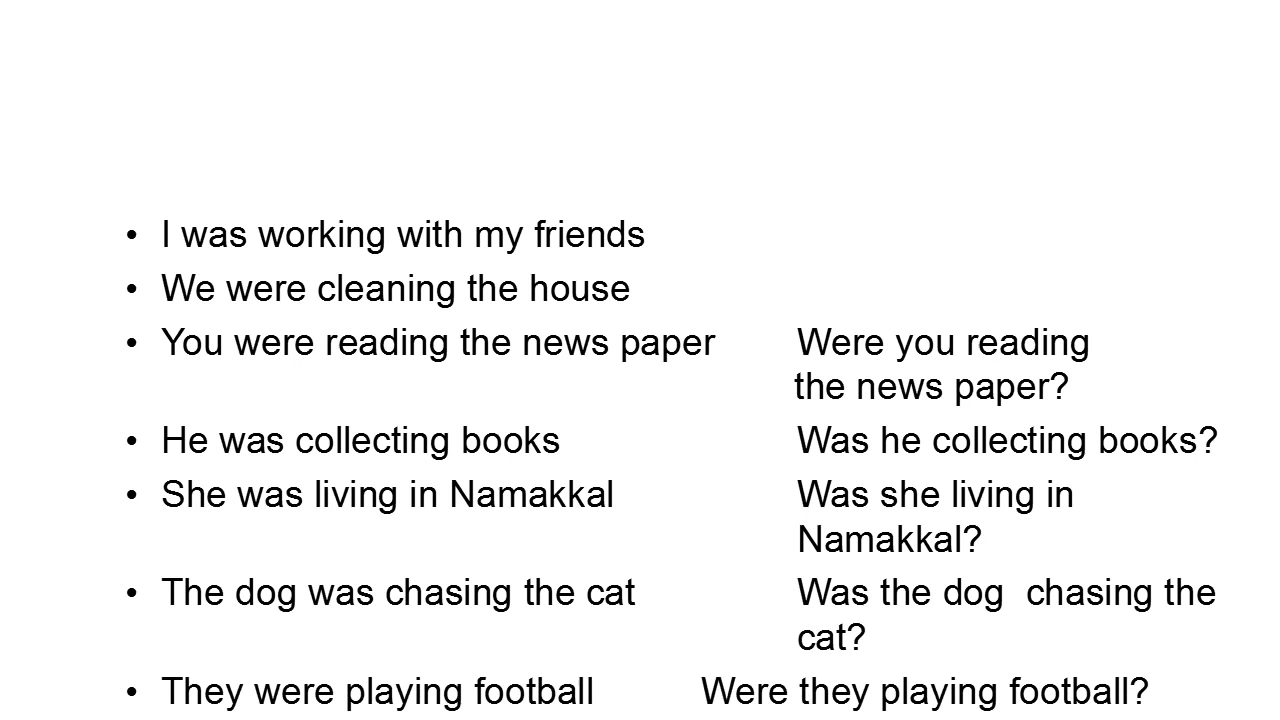 • I was working with my friends
• We were cleaning the house
• You were reading the news paper Were you reading
the news paper?
• He was collecting books Was he collecting books?
• She was living in Namakkal Was she living in
Namakkal?
• The dog was chasing the cat Was the dog chasing the
cat?
• They were playing football Were they playing football?